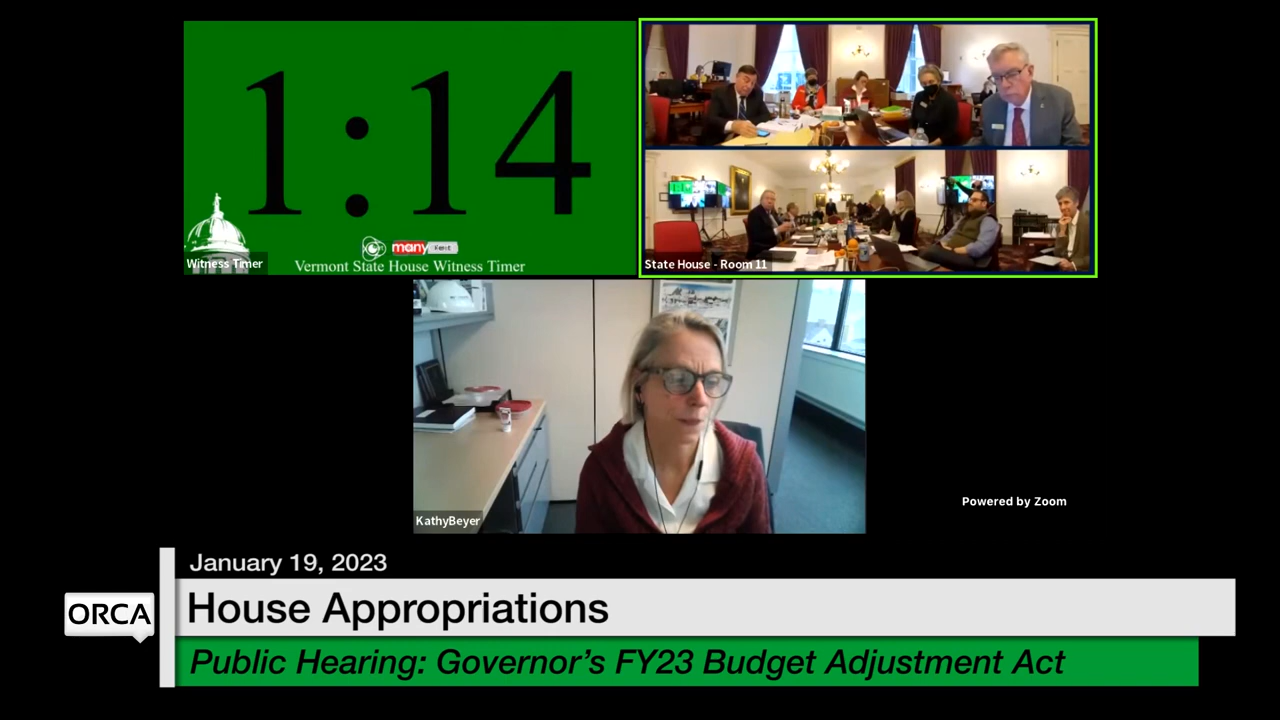 1:14
many
Vermont State House Witness Timer
Witness Timer
State House - Room 11
KathyBeyer
Powered by Zoom
January 19, 2023
ORCA
House Appropriations
Public Hearing: Governor's FY23 Budget Adjustment Act